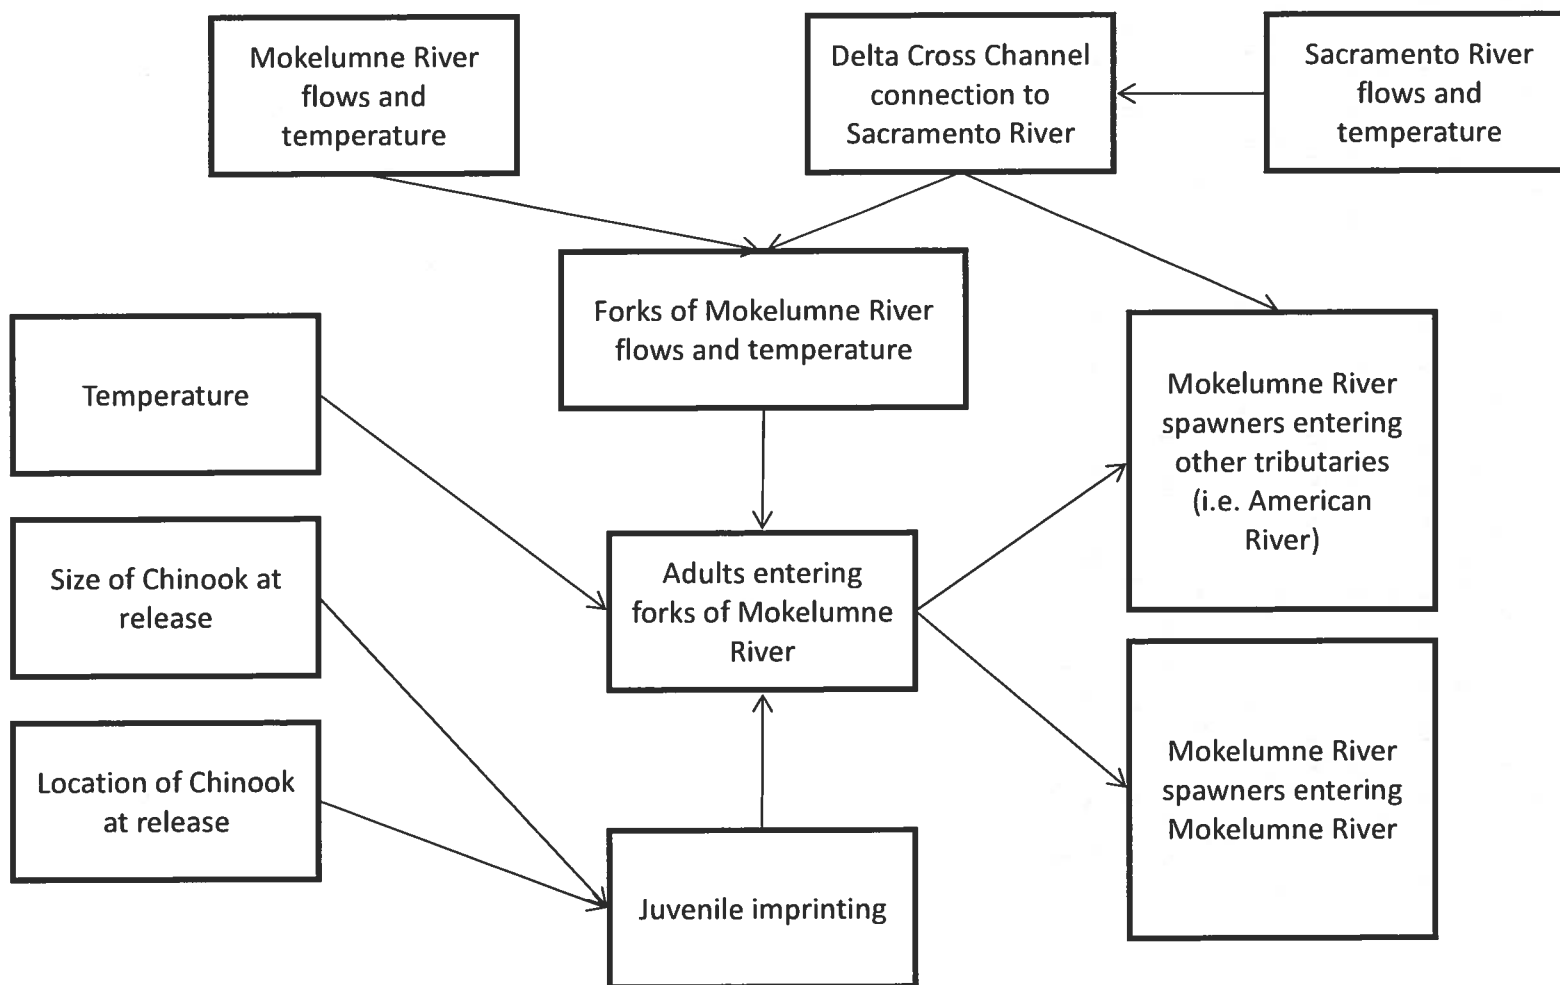 Mokelumne River
flows and
temperature
Delta Cross Channel
connection to
Sacramento River
Sacramento River
flows and
temperature
Forks of Mokelumne River
flows and temperature
Temperature
Mokelumne River
spawners entering
other tributaries
(i.e. American
River)
Size of Chinook at
release
Adults entering
forks of Mokelumne
River
Location of Chinook
at release
Mokelumne River
spawners entering
Mokelumne River
Juvenile imprinting